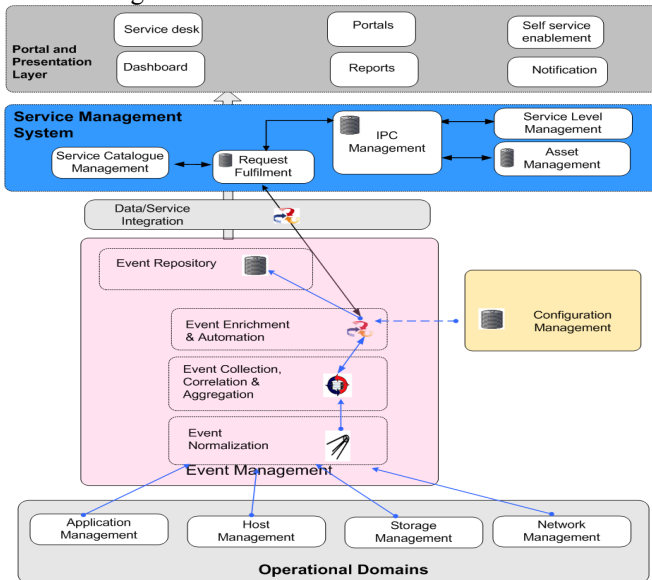 Service desk
Portals
Self service
enablement
Portal and
Presentation
Layer
Dashboard
Reports
Notification
Service Management
System
IPC
Management
Service Level
Management
Service Catalogue
Management
Request
Fulfilment
Asset
Management
Data/Service
Integration
Event Repository
Event Enrichment
& Automation
Configuration
Management
Event Collection,
Correlation &
Aggregation
Event
Normalization
Event Management
Application
Management
Host
Management
Storage
Management
Network
Management
Operational Domains